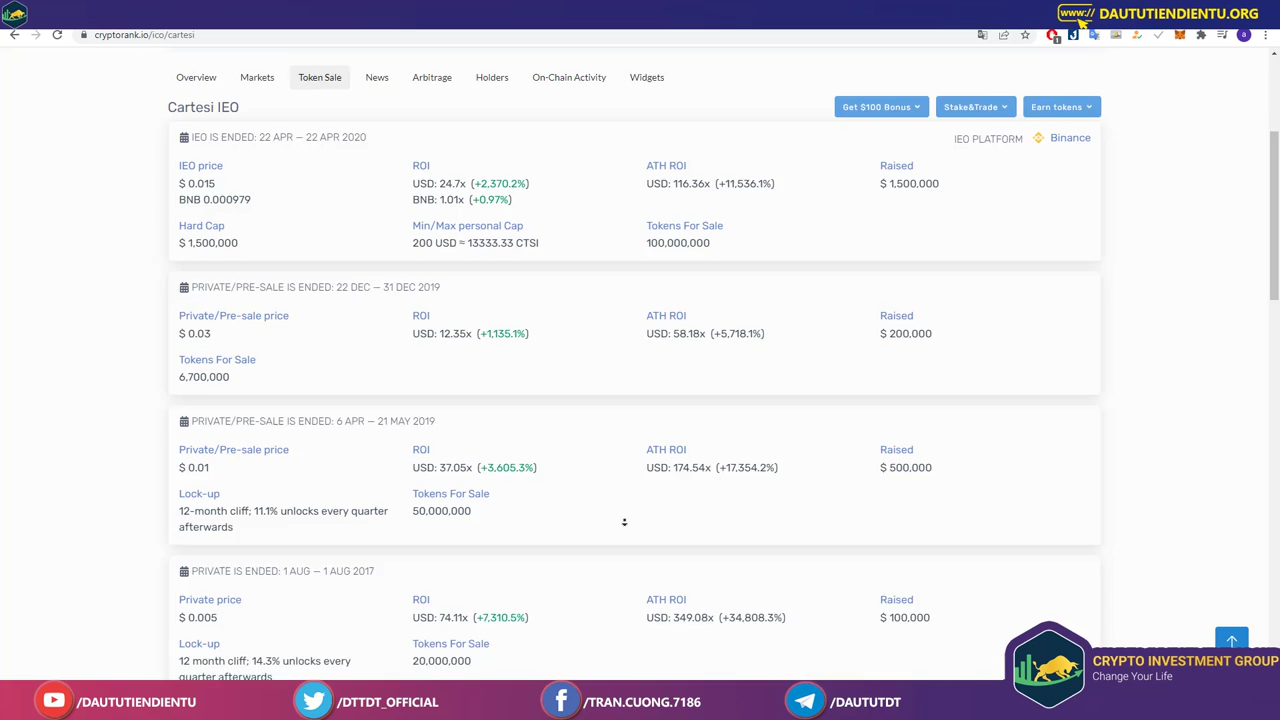 www:// DAUTUTIENDIENTU.ORG
cryptorank.io/ico/cartesi
1
a
Overview Markets Token Sale News Arbitrage Holders On-Chain Activity Widgets
Cartesi IEO
Get $100 Bonus Stake&Trade Earn tokens
IEO IS ENDED: 22 APR — 22 APR 2020
IEO PLATFORM Binance
IEO price ROI ATH ROI Raised
$ 0.015 USD: 24.7x (+2,370.2%) USD: 116.36x (+11,536.1%) $ 1,500,000
BNB 0.000979 BNB: 1.01x (+0.97%)
Hard Cap Min/Max personal Cap Tokens For Sale
$ 1,500,000 200 USD ≈ 13333.33 CTSI 100,000,000
PRIVATE/PRE-SALE IS ENDED: 22 DEC — 31 DEC 2019
Private/Pre-sale price ROI ATH ROI Raised
$ 0.03 USD: 12.35x (+1,135.1%) USD: 58.18x (+5,718.1%) $ 200,000
Tokens For Sale
6,700,000
PRIVATE/PRE-SALE IS ENDED: 6 APR — 21 MAY 2019
Private/Pre-sale price ROI ATH ROI Raised
$ 0.01 USD: 37.05x (+3,605.3%) USD: 174.54x (+17,354.2%) $ 500,000
Lock-up Tokens For Sale
12-month cliff; 11.1% unlocks every quarter 50,000,000
afterwards
PRIVATE IS ENDED: 1 AUG — 1 AUG 2017
Private price ROI ATH ROI Raised
$ 0.005 USD: 74.11x (+7,310.5%) USD: 349.08x (+34,808.3%) $ 100,000
Lock-up Tokens For Sale
12 month cliff; 14.3% unlocks every 20,000,000
quarter afterwards
CRYPTO INVESTMENT GROUP
Change Your Life
/DAUTUTIENDIENTU /DTTDT_OFFICIAL /TRAN.CUONG.7186 /DAUTUTDT